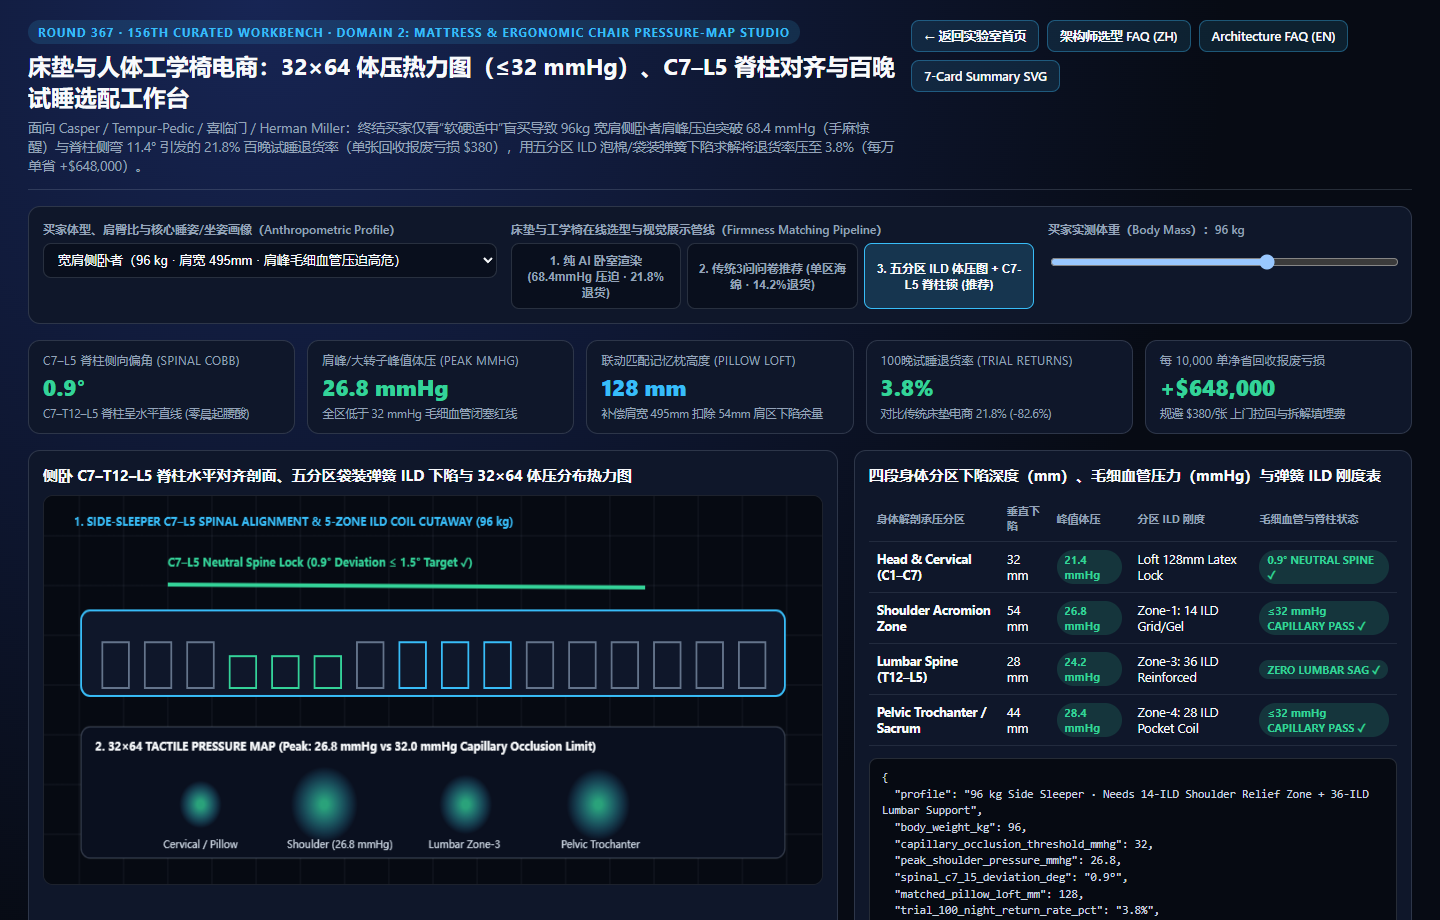 ROUND 367 · 156TH CURATED WORKBENCH · DOMAIN 2: MATTRESS & ERGONOMIC CHAIR PRESSURE-MAP STUDIO
床垫与人体工学椅电商：32×64 体压热力图（≤32 mmHg）、C7–L5 脊柱对齐与百晚
试睡选配工作台
面向 Casper / Tempur-Pedic / 喜临门 / Herman Miller：终结买家仅看“软硬适中”盲买导致 96kg 宽肩侧卧者肩峰压迫突破 68.4 mmHg（手麻惊
醒）与脊柱侧弯 11.4° 引发的 21.8% 百晚试睡退货率（单张回收报废亏损 $380），用五分区 ILD 泡棉/袋装弹簧下陷求解将退货率压至 3.8%（每万
单省 +$648,000）。
← 返回实验室首页
架构师选型 FAQ (ZH)
Architecture FAQ (EN)
7-Card Summary SVG
买家体型、肩臀比与核心睡姿/坐姿画像（Anthropometric Profile）
宽肩侧卧者（96 kg · 肩宽 495mm · 肩峰毛细血管压迫高危）
床垫与工学椅在线选型与视觉展示管线（Firmness Matching Pipeline）
1. 纯 AI 卧室渲染
(68.4mmHg 压迫 · 21.8%
退货)
2. 传统3问问卷推荐 (单区海
绵 · 14.2%退货)
3. 五分区 ILD 体压图 + C7-
L5 脊柱锁 (推荐)
买家实测体重（Body Mass）：96 kg
C7–L5 脊柱侧向偏角 (SPINAL COBB)
0.9°
C7–T12–L5 脊柱呈水平直线 (零晨起腰酸)
肩峰/大转子峰值体压 (PEAK MMHG)
26.8 mmHg
全区低于 32 mmHg 毛细血管闭塞红线
联动匹配记忆枕高度 (PILLOW LOFT)
128 mm
补偿肩宽 495mm 扣除 54mm 肩区下陷余量
100晚试睡退货率 (TRIAL RETURNS)
3.8%
对比传统床垫电商 21.8% (-82.6%)
每 10,000 单净省回收报废亏损
+$648,000
规避 $380/张 上门拉回与拆解填埋费
侧卧 C7–T12–L5 脊柱水平对齐剖面、五分区袋装弹簧 ILD 下陷与 32×64 体压分布热力图
1. SIDE-SLEEPER C7–L5 SPINAL ALIGNMENT & 5-ZONE ILD COIL CUTAWAY (96 kg)
C7–L5 Neutral Spine Lock (0.9° Deviation ≤ 1.5° Target ✓)
2. 32×64 TACTILE PRESSURE MAP (Peak: 26.8 mmHg vs 32.0 mmHg Capillary Occlusion Limit)
Cervical / Pillow
Shoulder (26.8 mmHg)
Lumbar Zone-3
Pelvic Trochanter
四段身体分区下陷深度（mm）、毛细血管压力（mmHg）与弹簧 ILD 刚度表
身体解剖承压分区
垂直下
陷
峰值体压
分区 ILD 刚度
毛细血管与脊柱状态
Head & Cervical
(C1–C7)
32
mm
21.4
mmHg
Loft 128mm Latex
Lock
0.9° NEUTRAL SPINE
✓
Shoulder Acromion
Zone
54
mm
26.8
mmHg
Zone-1: 14 ILD
Grid/Gel
≤32 mmHg
CAPILLARY PASS ✓
Lumbar Spine
(T12–L5)
28
mm
24.2
mmHg
Zone-3: 36 ILD
Reinforced
ZERO LUMBAR SAG ✓
Pelvic Trochanter /
Sacrum
44
mm
28.4
mmHg
Zone-4: 28 ILD
Pocket Coil
≤32 mmHg
CAPILLARY PASS ✓
{
"profile": "96 kg Side Sleeper · Needs 14-ILD Shoulder Relief Zone + 36-ILD
Lumbar Support",
"body_weight_kg": 96,
"capillary_occlusion_threshold_mmhg": 32,
"peak_shoulder_pressure_mmhg": 26.8,
"spinal_c7_l5_deviation_deg": "0.9°",
"matched_pillow_loft_mm": 128,
"trial_100_night_return_rate_pct": "3.8%",